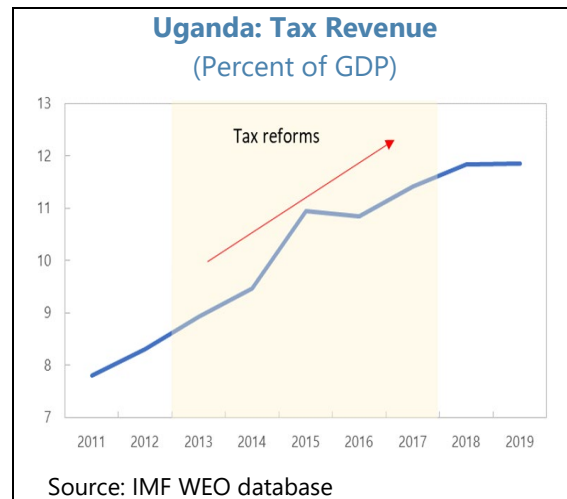 Uganda: Tax Revenue
(Percent of GDP)
13
Tax reforms
12
11
10
9
8
7
2011 2012 2013 2014 2015 2016 2017 2018 2019
Source: IMF WEO database